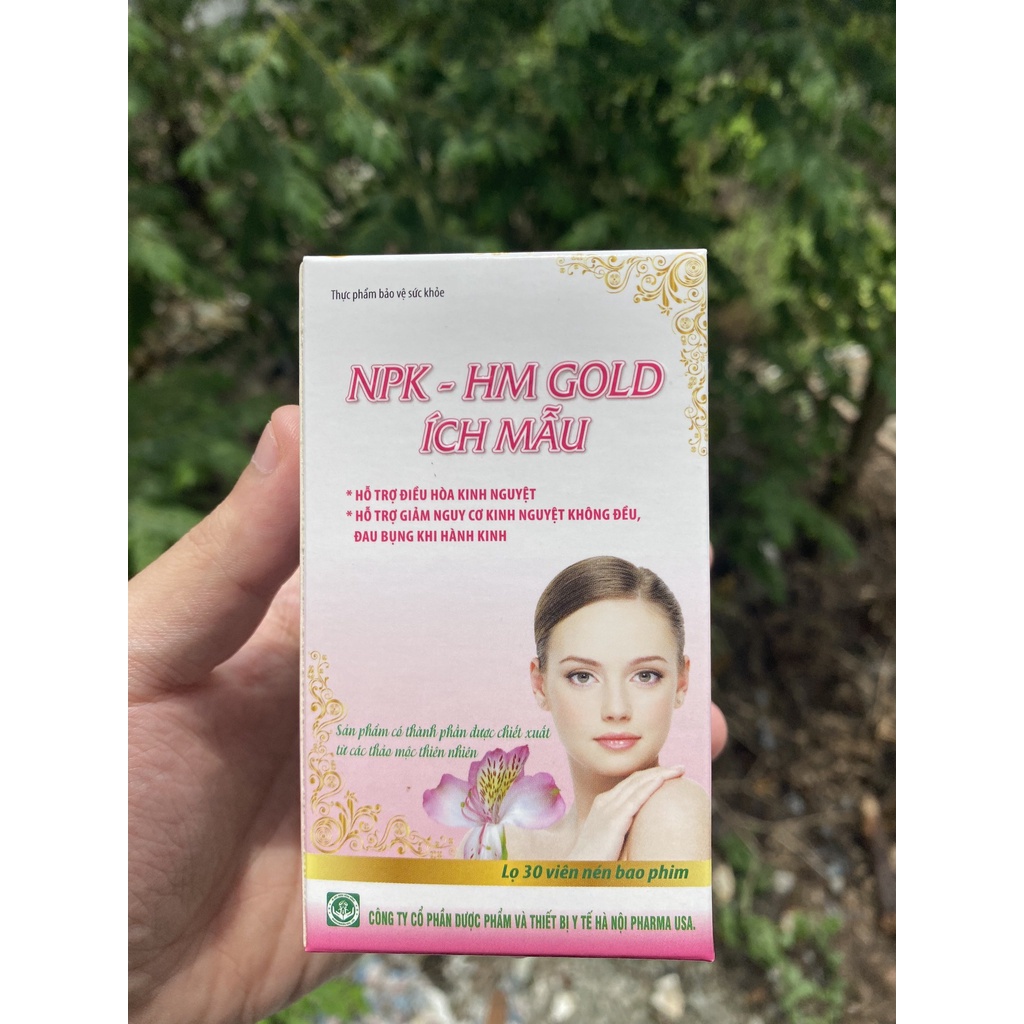 Thực phẩm bảo vệ sức khỏe
NPK - HM GOLD
ÍCH MẪU
* HỖ TRỢ ĐIỀU HÒA KINH NGUYỆT
* HỖ TRỢ GIẢM NGUY CƠ KINH NGUYỆT KHÔNG ĐỀU,
ĐAU BỤNG KHI HÀNH KINH
Sản phẩm có thành phần được chiết xuất
từ các thảo mộc thiên nhiên
Lọ 30 viên nén bao phim
CÔNG TY CỔ PHẦN DƯỢC PHẨM VÀ THIẾT BỊ Y TẾ HÀ NỘI PHARMA USA.